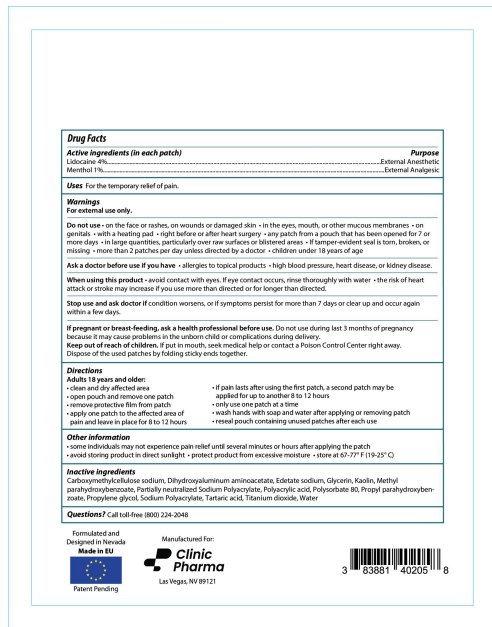 Drug Facts
Active ingredients (in each patch) Purpose
Lidocaine 4%.....External Anesthetic
Menthol 1%.....External Analgesic
Uses For the temporary relief of pain.
Warnings
For external use only.
Do not use • on the face or rashes, on wounds or damaged skin • in the eyes, mouth, or other mucous membranes • on
genitals • with a heating pad • right before or after heart surgery • any patch from a pouch that has been opened for 7 or
more days • in large quantities, particularly over raw surfaces or blistered areas • If tamper-evident seal is torn, broken, or
missing • more than 2 patches per day unless directed by a doctor • children under 18 years of age
Ask a doctor before use if you have • allergies to topical products • high blood pressure, heart disease, or kidney disease.
When using this product • avoid contact with eyes. If eye contact occurs, rinse thoroughly with water • the risk of heart
attack or stroke may increase if you use more than directed or for longer than directed.
Stop use and ask doctor if condition worsens, or if symptoms persist for more than 7 days or clear up and occur again
within a few days.
If pregnant or breast-feeding, ask a health professional before use. Do not use during last 3 months of pregnancy
because it may cause problems in the unborn child or complications during delivery.
Keep out of reach of children. If put in mouth, seek medical help or contact a Poison Control Center right away.
Dispose of the used patches by folding sticky ends together.
Directions
Adults 18 years and older:
• clean and dry affected area
• open pouch and remove one patch
• remove protective film from patch
• apply one patch to the affected area of
pain and leave in place for 8 to 12 hours
• if pain lasts after using the first patch, a second patch may be
applied for up to another 8 to 12 hours
• only use one patch at a time
• wash hands with soap and water after applying or removing patch
• reseal pouch containing unused patches after each use
Other information
• some individuals may not experience pain relief until several minutes or hours after applying the patch
• avoid storing product in direct sunlight • protect product from excessive moisture • store at 67-77° F (19-25° C)
Inactive ingredients
Carboxymethylcellulose sodium, Dihydroxyaluminum aminoacetate, Edetate sodium, Glycerin, Kaolin, Methyl
parahydroxybenzoate, Partially neutralized Sodium Polyacrylate, Polyacrylic acid, Polysorbate 80, Propyl parahydroxyben-
zoate, Propylene glycol, Sodium Polyacrylate, Tartaric acid, Titanium dioxide, Water
Questions? Call toll-free (800) 224-2048
Formulated and
Designed in Nevada
Made in EU
Patent Pending
Manufactured For:
Clinic
Pharma
Las Vegas, NV 89121
3 83881 40205 8